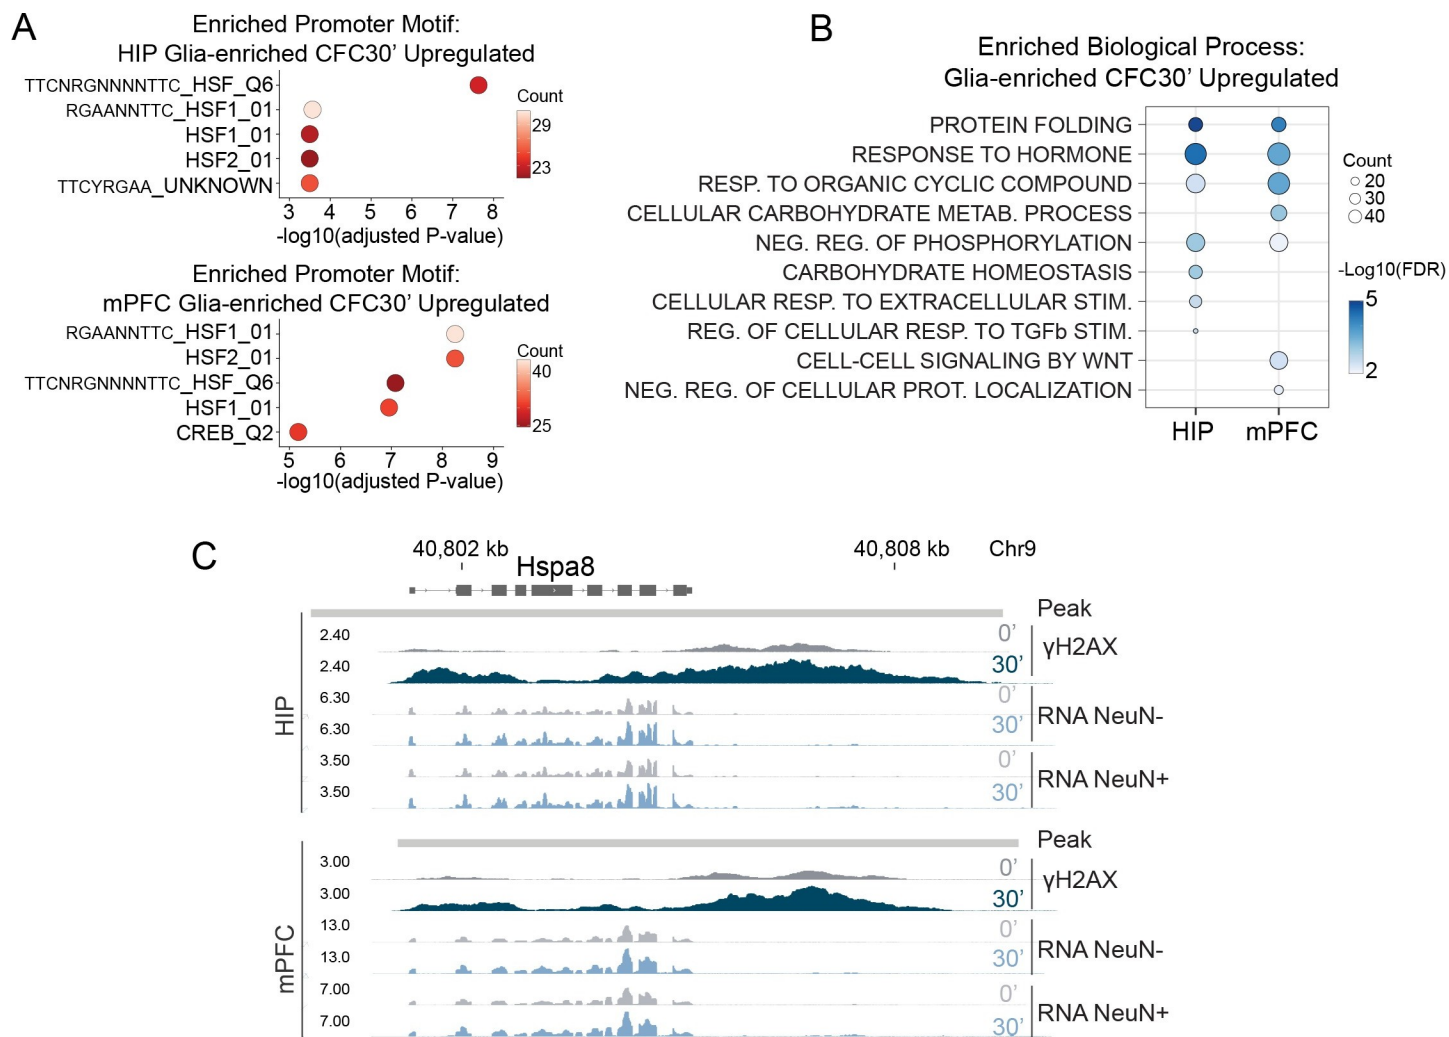 A
Enriched Promoter Motif:
HIP Glia-enriched CFC30’ Upregulated
TTCNRGNNNNTTC_HSF_Q6
RGAANNTTC_HSF1_01
HSF1_01
HSF2_01
TTCYRGAA_UNKNOWN
3 4 5 6 7 8
-log10(adjusted P-value)
Count
29
23
Enriched Promoter Motif:
mPFC Glia-enriched CFC30’ Upregulated
RGAANNTTC_HSF1_01
HSF2_01
TTCNRGNNNNTTC_HSF_Q6
HSF1_01
CREB_Q2
5 6 7 8 9
-log10(adjusted P-value)
Count
40
25
B
Enriched Biological Process:
Glia-enriched CFC30’ Upregulated
PROTEIN FOLDING
RESPONSE TO HORMONE
RESP. TO ORGANIC CYCLIC COMPOUND
CELLULAR CARBOHYDRATE METAB. PROCESS
NEG. REG. OF PHOSPHORYLATION
CARBOHYDRATE HOMEOSTASIS
CELLULAR RESP. TO EXTRACELLULAR STIM.
REG. OF CELLULAR RESP. TO TGFb STIM.
CELL-CELL SIGNALING BY WNT
NEG. REG. OF CELLULAR PROT. LOCALIZATION
HIP mPFC
Count
20
30
40
-Log10(FDR)
5
2
C
40,802 kb 40,808 kb Chr9
Hspa8
Peak
HIP
2.40 0’
γH2AX
2.40 30’
6.30 0’
RNA NeuN-
6.30 30’
3.50 0’
RNA NeuN+
3.50 30’
Peak
mPFC
3.00 0’
γH2AX
3.00 30’
13.0 0’
RNA NeuN-
13.0 30’
7.00 0’
RNA NeuN+
7.00 30’